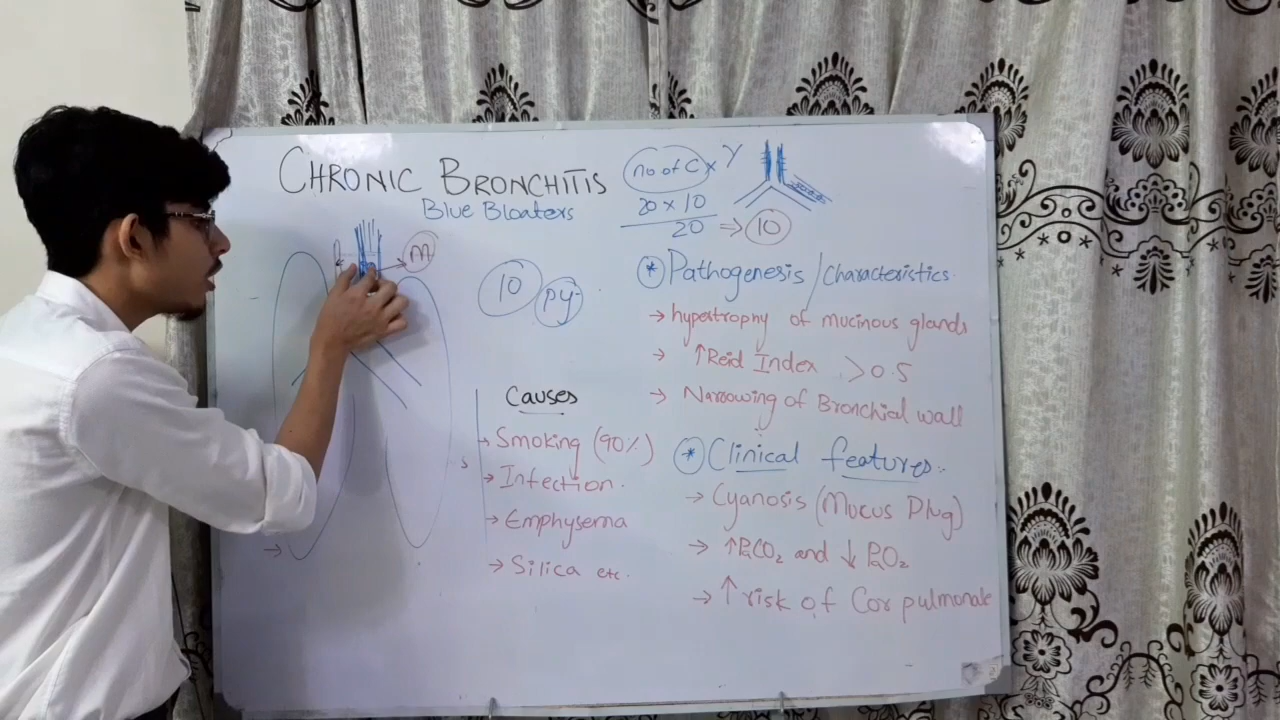 CHRONIC BRONCHITIS
Blue Bloaters
no of C x Y
20 x 10
20 => 10
m
10 py
Causes
→ Smoking (90%)
→ Infection.
→ Emphysema
→ Silica etc.
* Pathogenesis / Characteristics.
→ hypertrophy of mucinous glands
→ ↑Reid Index > 0.5
→ Narrowing of Bronchial wall
* Clinical features:
→ Cyanosis (Mucus Plug)
→ ↑PaCO2 and ↓ PaO2
→ ↑ risk of Cor pulmonale